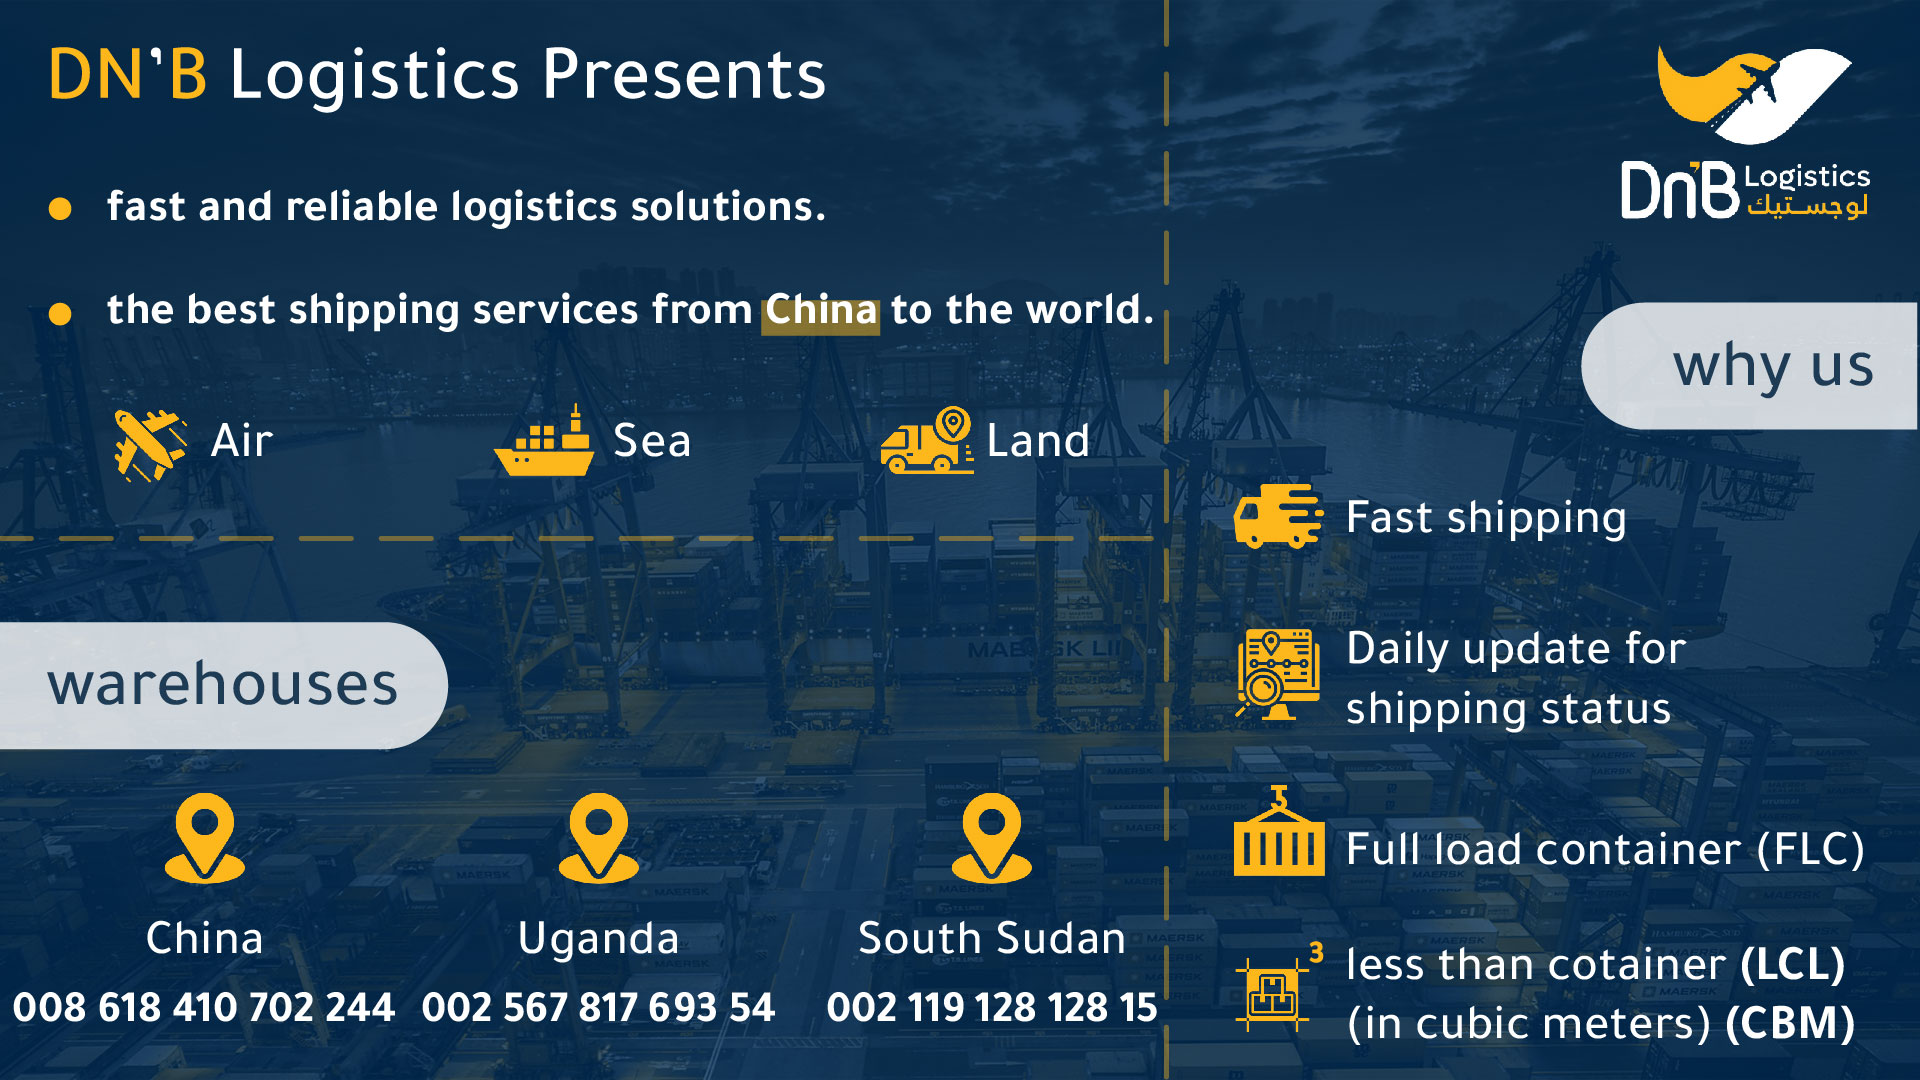 DN'B Logistics Presents
fast and reliable logistics solutions.
the best shipping services from China to the world.
Air
Sea
Land
warehouses
China
008 618 410 702 244
Uganda
002 567 817 693 54
South Sudan
002 119 128 128 15
Dn'B Logistics
لوجستيك
why us
Fast shipping
Daily update for
shipping status
Full load container (FLC)
3
less than cotainer (LCL)
(in cubic meters) (CBM)